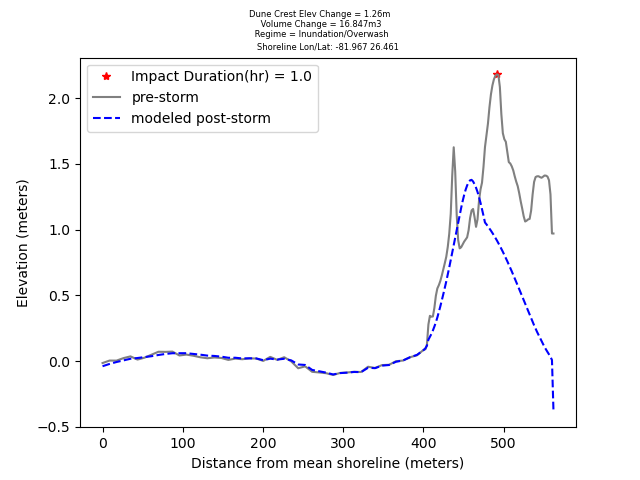 Dune Crest Elev Change = 1.26m
Volume Change = 16.847m3
Regime = Inundation/Overwash
Shoreline Lon/Lat: -81.967 26.461
Impact Duration(hr) = 1.0
pre-storm
modeled post-storm
Elevation (meters)
2.0
1.5
1.0
0.5
0.0
−0.5
0 100 200 300 400 500
Distance from mean shoreline (meters)